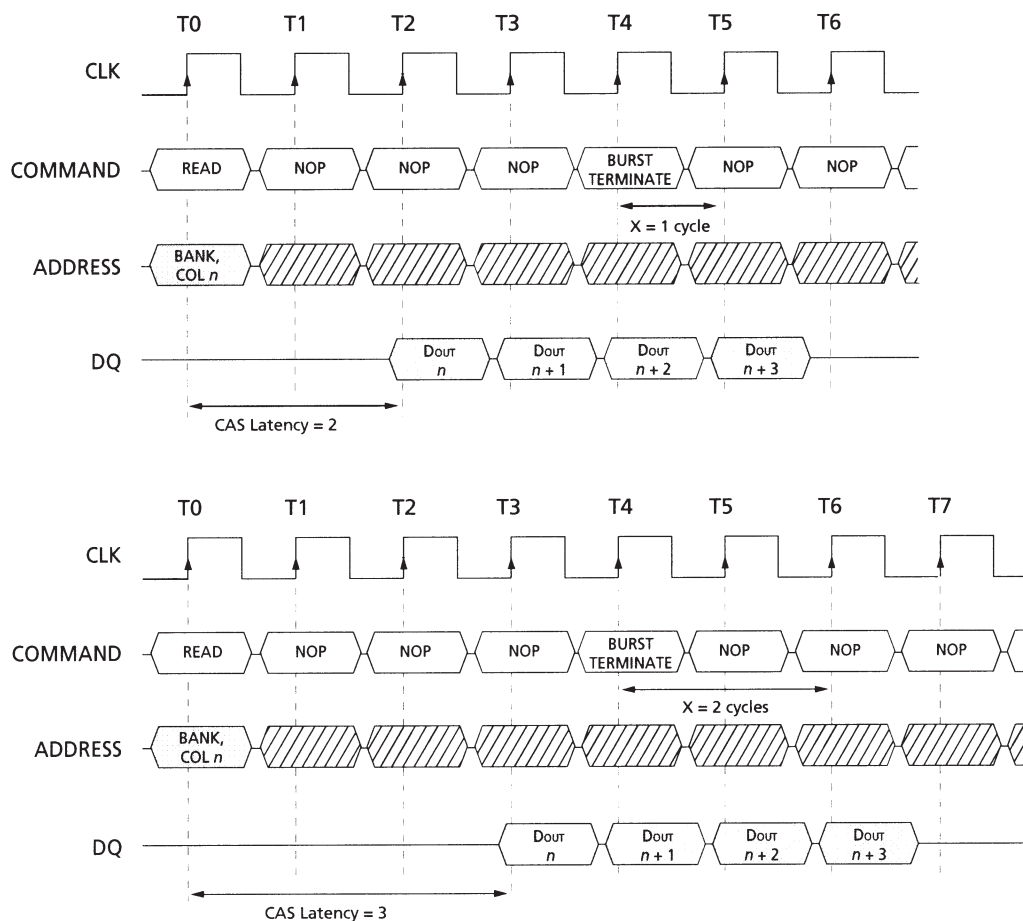 T0 T1 T2 T3 T4 T5 T6
CLK
COMMAND READ NOP NOP NOP BURST TERMINATE NOP NOP
X = 1 cycle
ADDRESS BANK, COL n
DQ DOUT n DOUT n + 1 DOUT n + 2 DOUT n + 3
CAS Latency = 2
T0 T1 T2 T3 T4 T5 T6 T7
CLK
COMMAND READ NOP NOP NOP BURST TERMINATE NOP NOP NOP
X = 2 cycles
ADDRESS BANK, COL n
DQ DOUT n DOUT n + 1 DOUT n + 2 DOUT n + 3
CAS Latency = 3